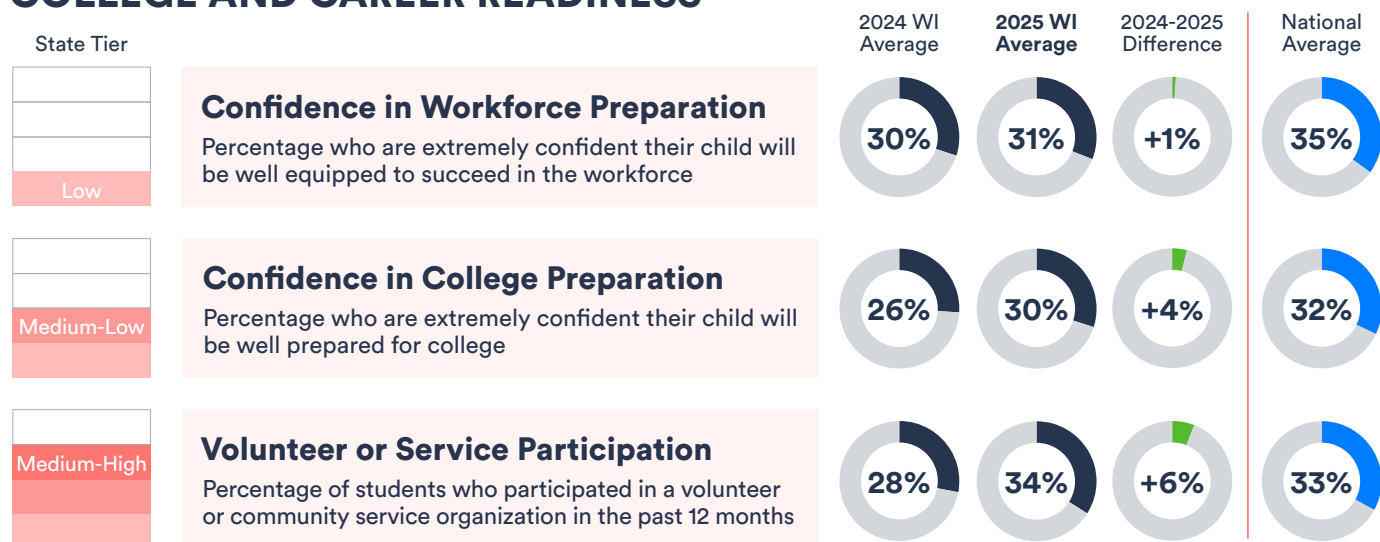 COLLEGE AND CAREER READINESS
State Tier
2024 WI
Average
2025 WI
Average
2024-2025
Difference
National
Average
Low
Confidence in Workforce Preparation
Percentage who are extremely confident their child will
be well equipped to succeed in the workforce
30%
31%
+1%
35%
Medium-Low
Confidence in College Preparation
Percentage who are extremely confident their child will
be well prepared for college
26%
30%
+4%
32%
Medium-High
Volunteer or Service Participation
Percentage of students who participated in a volunteer
or community service organization in the past 12 months
28%
34%
+6%
33%